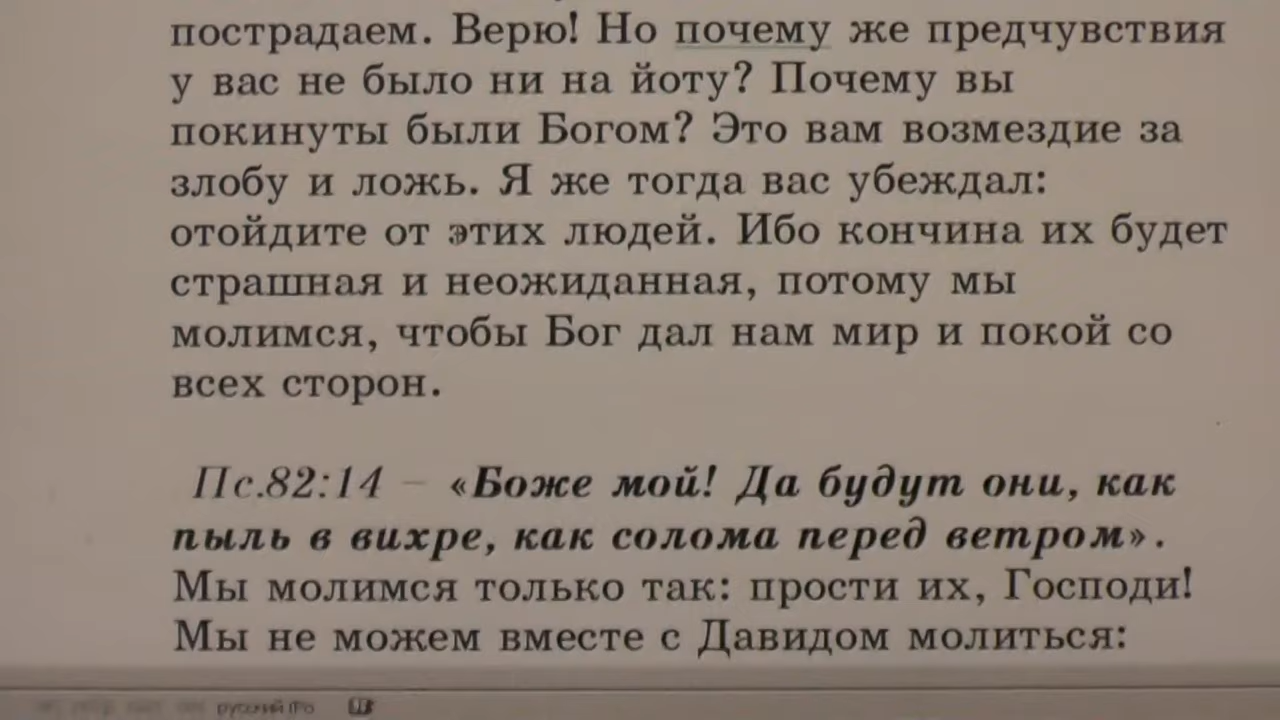 пострадаем. Верю! Но почему же предчувствия
у вас не было ни на йоту? Почему вы
покинуты были Богом? Это вам возмездие за
злобу и ложь. Я же тогда вас убеждал:
отойдите от этих людей. Ибо кончина их будет
страшная и неожиданная, потому мы
молимся, чтобы Бог дал нам мир и покой со
всех сторон.
Пс.82:14 – «Боже мой! Да будут они, как
пыль в вихре, как солома перед ветром».
Мы молимся только так: прости их, Господи!
Мы не можем вместе с Давидом молиться:
русский (Ро